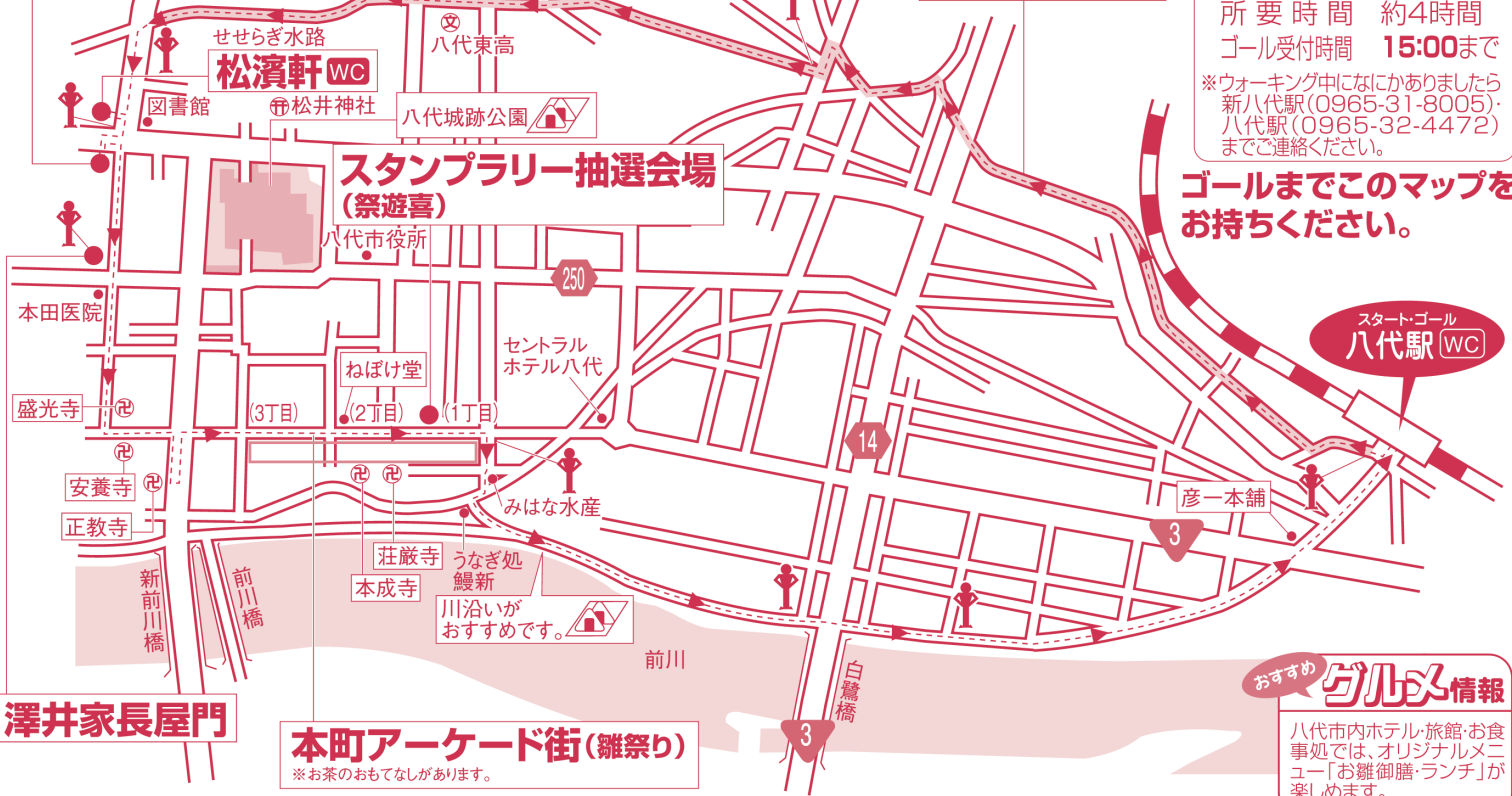 所要時間 約4時間
ゴール受付時間 15:00まで
※ウォーキング中になにかありましたら
新八代駅(0965-31-8005)・
八代駅(0965-32-4472)
までご連絡ください。
ゴールまでこのマップを
お持ちください。
せせらぎ水路
文
八代東高
松濱軒 WC
図書館
松井神社
八代城跡公園
スタンプラリー抽選会場
(祭遊喜)
八代市役所
250
本田医院
セントラル
ホテル八代
ねぼけ堂
スタート・ゴール
八代駅 WC
盛光寺
卍
(3丁目)
(2丁目)
(1丁目)
14
安養寺
卍
正教寺
卍
卍
卍
みはな水産
彦一本舗
3
荘厳寺
本成寺
うなぎ処
鰻新
川沿いが
おすすめです。
新前川橋
前川橋
前川
白鷺橋
3
澤井家長屋門
本町アーケード街(雛祭り)
※お茶のおもてなしがあります。
おすすめ
グルメ情報
八代市内ホテル・旅館・お食
事処では、オリジナルメニ
ュー「お雛御膳・ランチ」が
楽しめます。